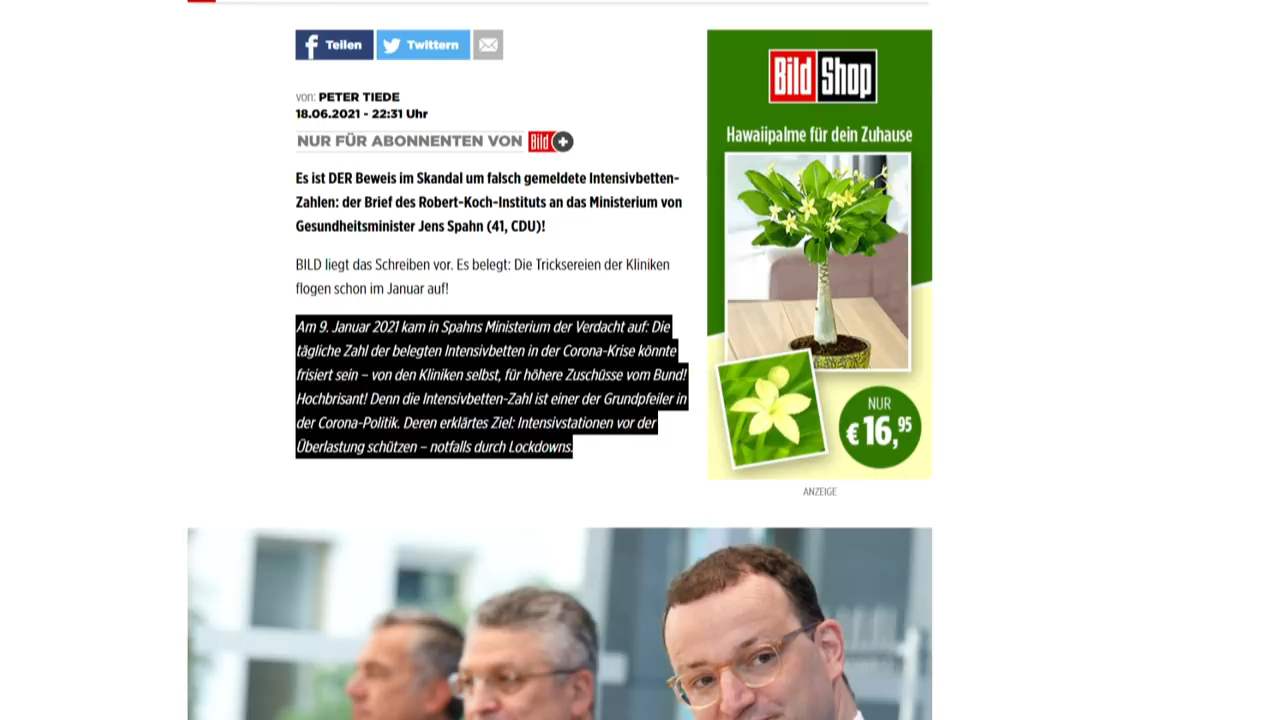 Teilen
Twittern
von: PETER TIEDE
18.06.2021 - 22:31 Uhr
NUR FÜR ABONNENTEN VON Bild +
Es ist DER Beweis im Skandal um falsch gemeldete Intensivbetten-
Zahlen: der Brief des Robert-Koch-Instituts an das Ministerium von
Gesundheitsminister Jens Spahn (41, CDU)!
BILD liegt das Schreiben vor. Es belegt: Die Tricksereien der Kliniken
flogen schon im Januar auf!
Am 9. Januar 2021 kam in Spahns Ministerium der Verdacht auf: Die
tägliche Zahl der belegten Intensivbetten in der Corona-Krise könnte
frisiert sein – von den Kliniken selbst, für höhere Zuschüsse vom Bund!
Hochbrisant! Denn die Intensivbetten-Zahl ist einer der Grundpfeiler in
der Corona-Politik. Deren erklärtes Ziel: Intensivstationen vor der
Überlastung schützen – notfalls durch Lockdowns.
Bild Shop
Hawaiipalme für dein Zuhause
NUR
€ 16,95
ANZEIGE